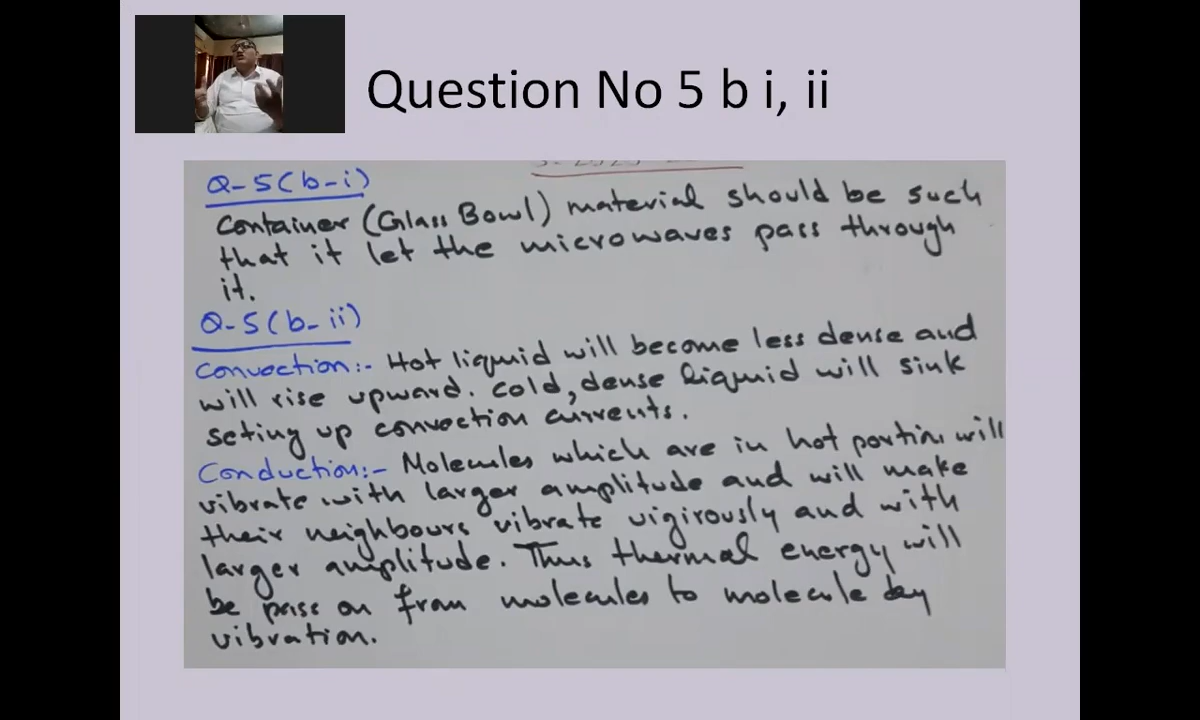 Question No 5 b i, ii
Q-5(b-i)
Container (Glass Bowl) material should be such
that it let the microwaves pass through
it.
Q-5(b-ii)
Convection:- Hot liquid will become less dense and
will rise upward. Cold, dense liquid will sink
seting up convection currents.
Conduction:- Molecules which are in hot portion will
vibrate with larger amplitude and will make
their neighbours vibrate vigirously and with
larger amplitude. Thus thermal energy will
be pass on from molecules to molecule by
vibration.